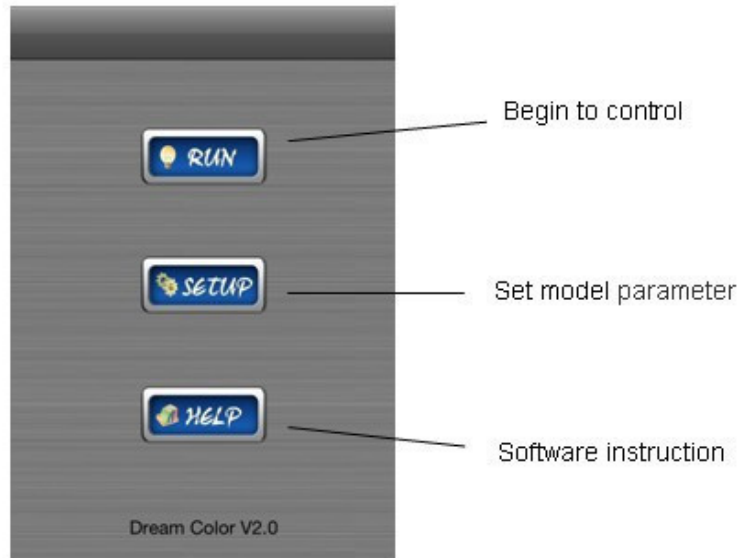 Begin to control
RUN
SETUP
Set model parameter
HELP
Software instruction
Dream Color V2.0